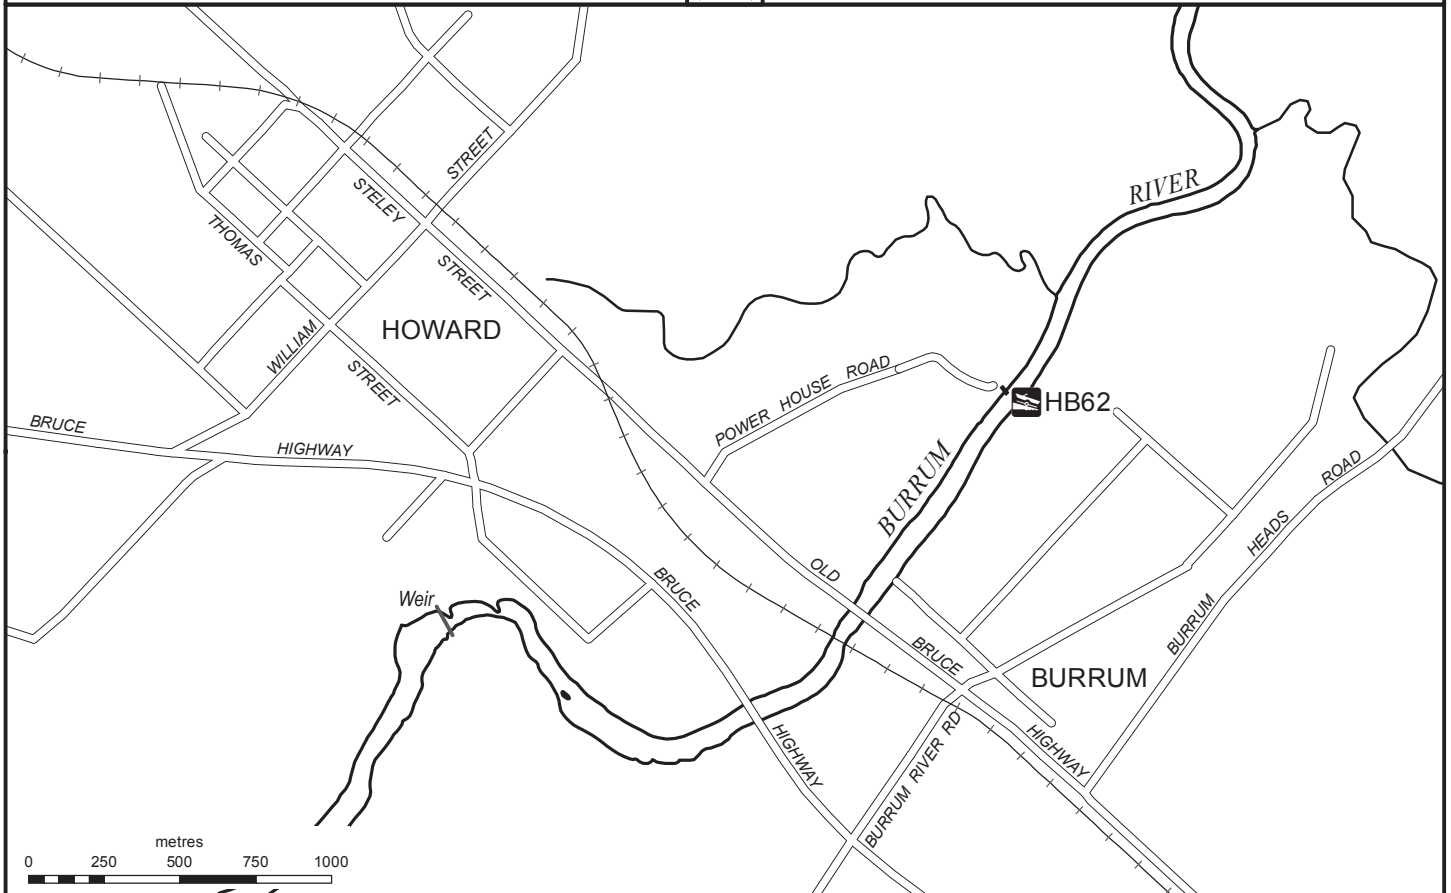 RIVER
STREET
STELEY
THOMAS
STREET
HOWARD
WILLIAM
STREET
POWER HOUSE ROAD
HB62
BRUCE
HIGHWAY
BURRUM
ROAD
HEADS
OLD
BRUCE
Weir
BURRUM
BRUCE
BURRUM
HIGHWAY
HIGHWAY
BURRUM RIVER RD
metres
0 250 500 750 1000